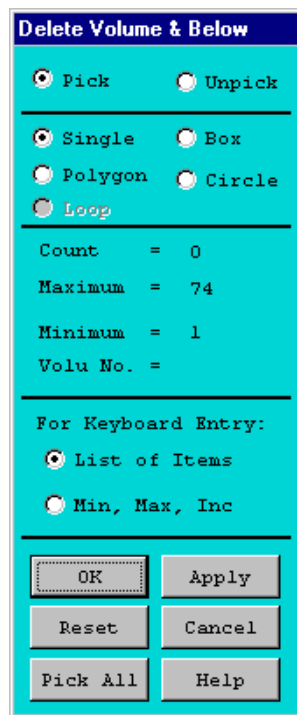 Delete Volume & Below
Pick Unpick
Single Box
Polygon Circle
Loop
Count = 0
Maximum = 74
Minimum = 1
Volu No. =
For Keyboard Entry:
List of Items
Min, Max, Inc
OK Apply
Reset Cancel
Pick All Help